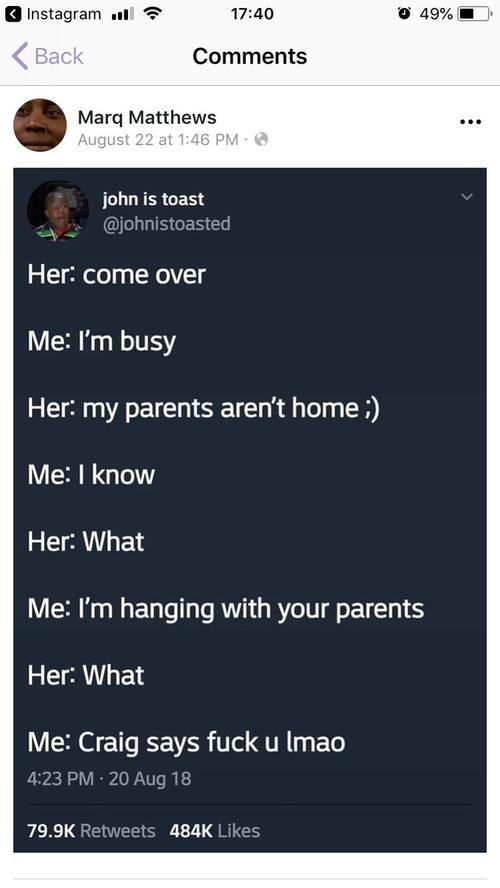 Instagram 17:40 49%
Back Comments
Marq Matthews
August 22 at 1:46 PM ·
john is toast
@johnistoasted
Her: come over
Me: I'm busy
Her: my parents aren't home ;)
Me: I know
Her: What
Me: I'm hanging with your parents
Her: What
Me: Craig says fuck u lmao
4:23 PM · 20 Aug 18
79.9K Retweets 484K Likes